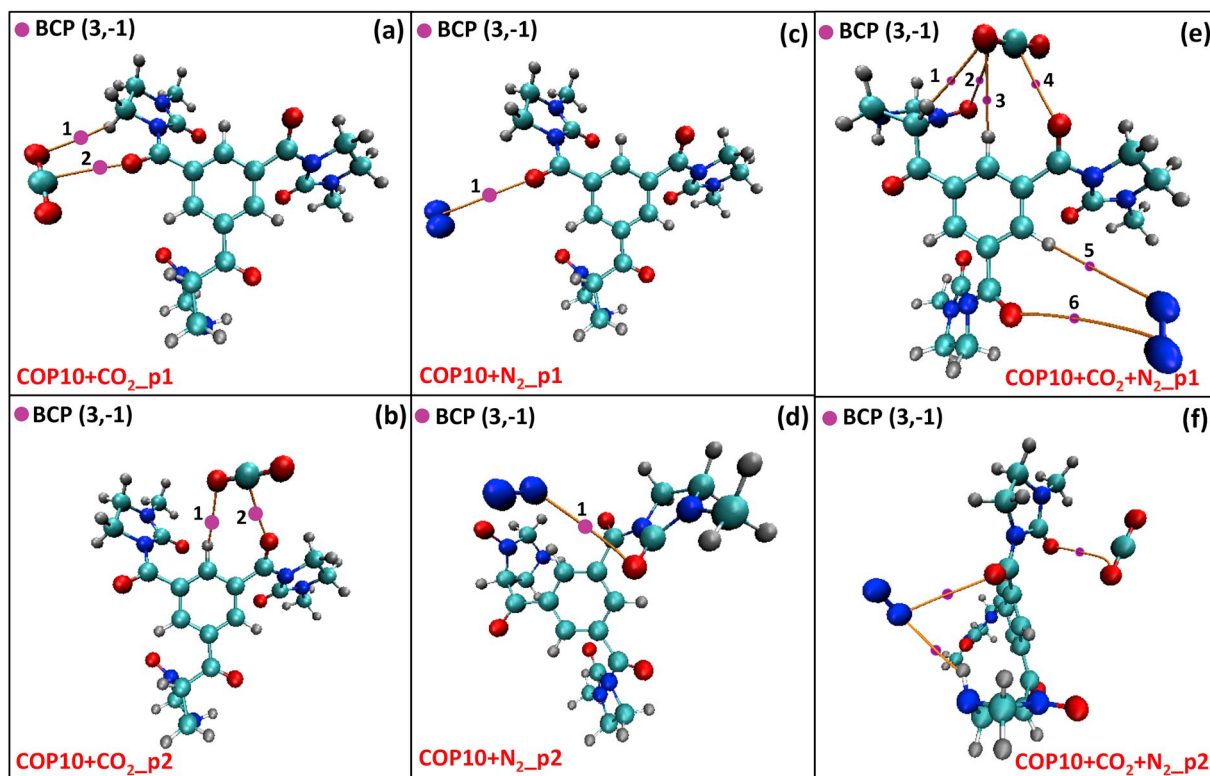 BCP (3,-1) (a)
1
2
COP10+CO₂_p1
BCP (3,-1) (c)
1
COP10+N₂_p1
BCP (3,-1) (e)
1 2 3 4
5
6
COP10+CO₂+N₂_p1
BCP (3,-1) (b)
1 2
COP10+CO₂_p2
BCP (3,-1) (d)
1
COP10+N₂_p2
BCP (3,-1) (f)
COP10+CO₂+N₂_p2